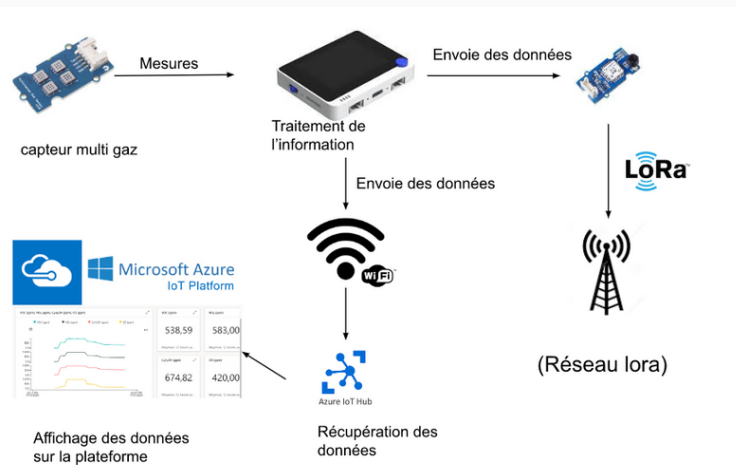 Mesures
Envoie des données
capteur multi gaz
Traitement de
l'information
LoRa
Envoie des données
WiFi
Microsoft Azure
IoT Platform
538,59
583,00
674,82
420,00
Azure IoT Hub
(Réseau lora)
Affichage des données
sur la plateforme
Récupération des
données